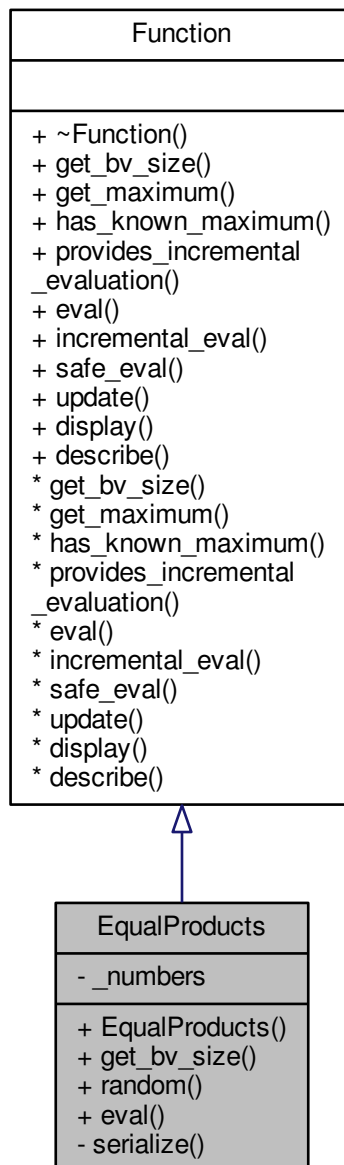 Function
+ ~Function()
+ get_bv_size()
+ get_maximum()
+ has_known_maximum()
+ provides_incremental
_evaluation()
+ eval()
+ incremental_eval()
+ safe_eval()
+ update()
+ display()
+ describe()
* get_bv_size()
* get_maximum()
* has_known_maximum()
* provides_incremental
_evaluation()
* eval()
* incremental_eval()
* safe_eval()
* update()
* display()
* describe()
EqualProducts
- _numbers
+ EqualProducts()
+ get_bv_size()
+ random()
+ eval()
- serialize()